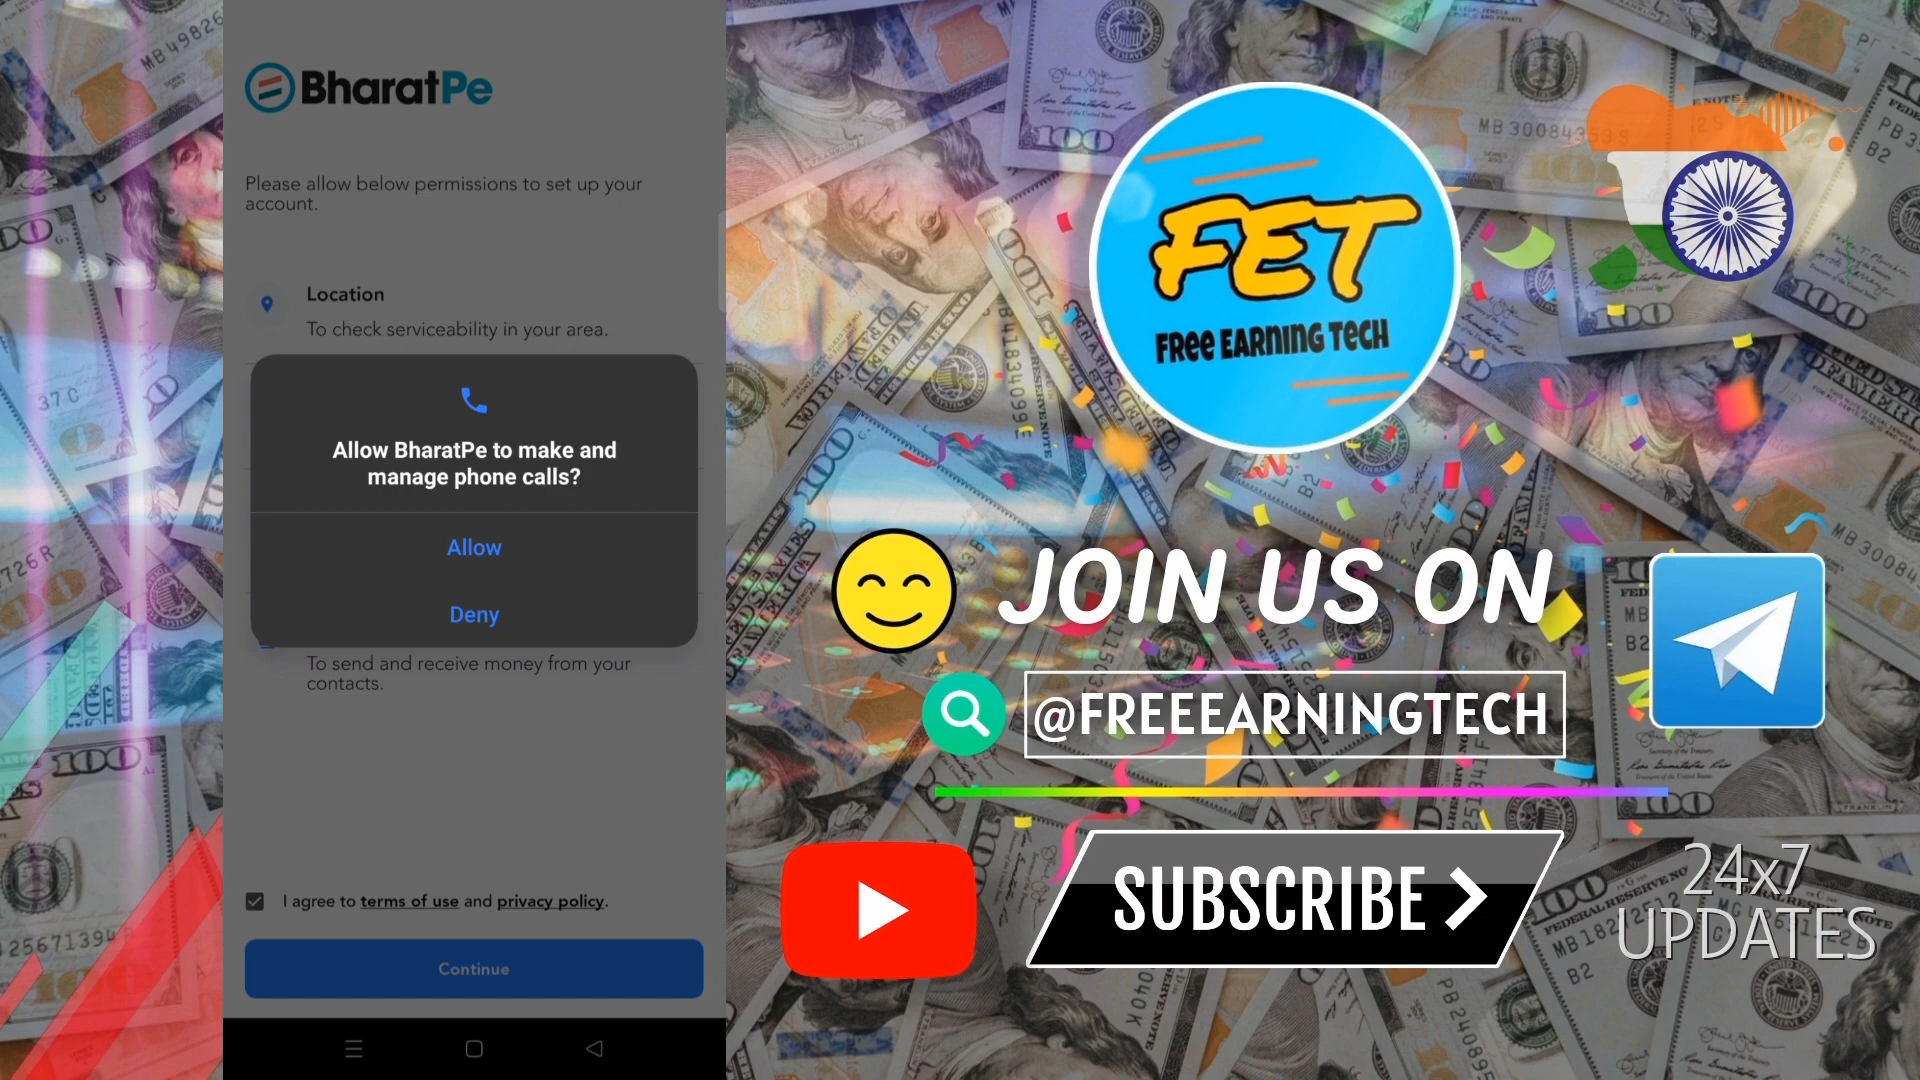 BharatPe
Please allow below permissions to set up your
account.
Location
To check serviceability in your area.
Allow BharatPe to make and
manage phone calls?
Allow
Deny
To send and receive money from your
contacts.
I agree to terms of use and privacy policy.
Continue
FET
FRee EARNING TECH
JOIN US ON
@FREEEARNINGTECH
SUBSCRIBE >
24x7
UPDATES